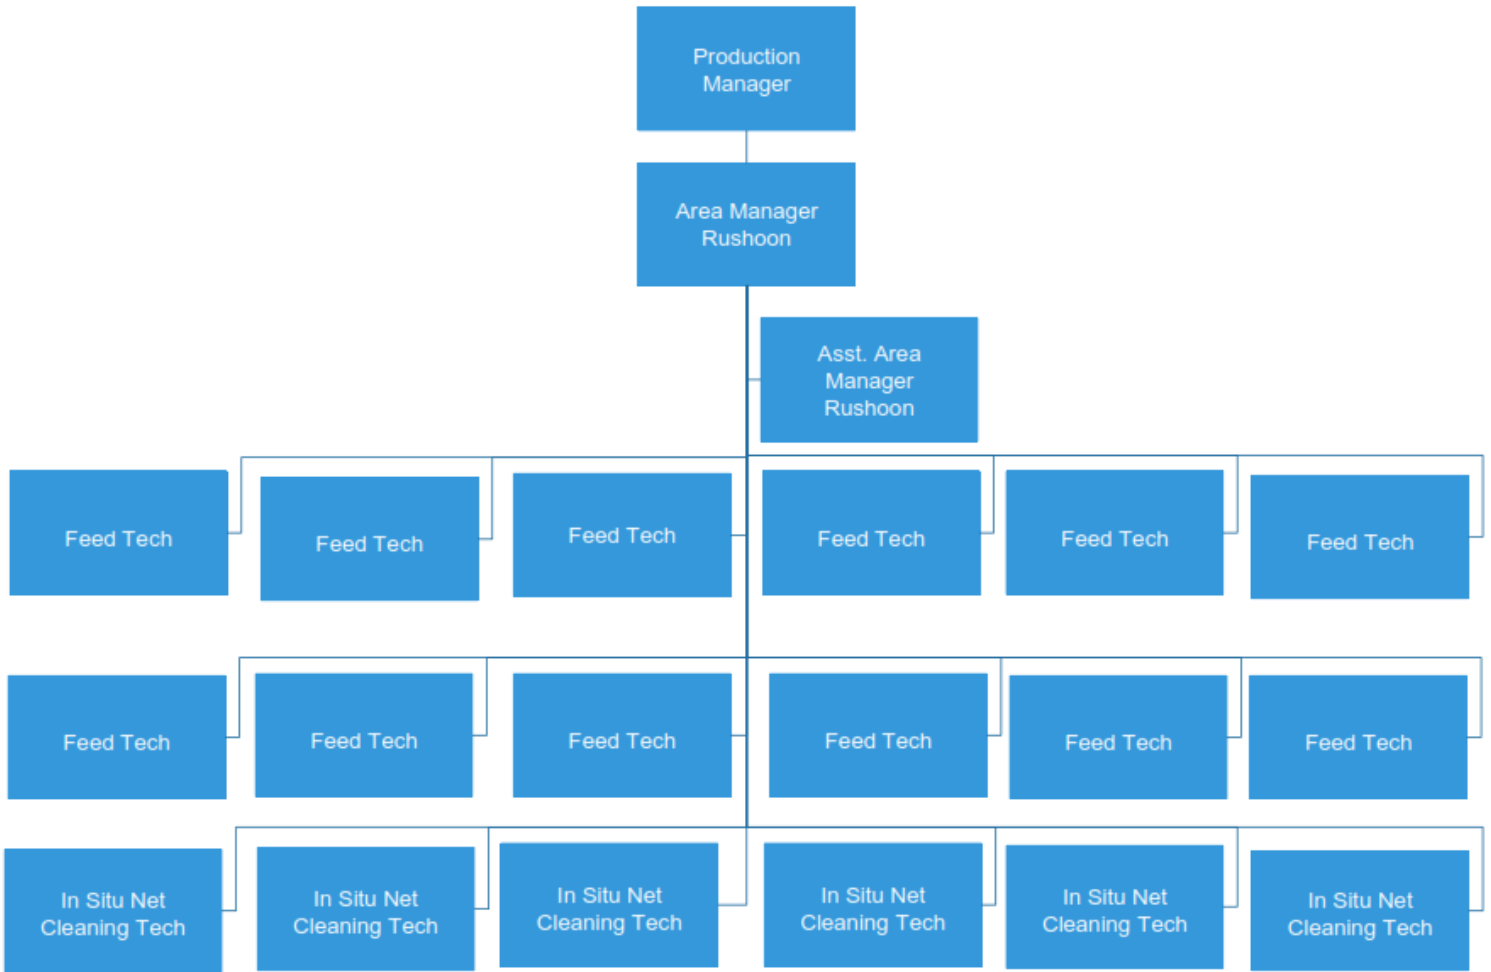 Production
Manager
Area Manager
Rushoon
Asst. Area
Manager
Rushoon
Feed Tech
Feed Tech
Feed Tech
Feed Tech
Feed Tech
Feed Tech
Feed Tech
Feed Tech
Feed Tech
Feed Tech
Feed Tech
Feed Tech
In Situ Net
Cleaning Tech
In Situ Net
Cleaning Tech
In Situ Net
Cleaning Tech
In Situ Net
Cleaning Tech
In Situ Net
Cleaning Tech
In Situ Net
Cleaning Tech